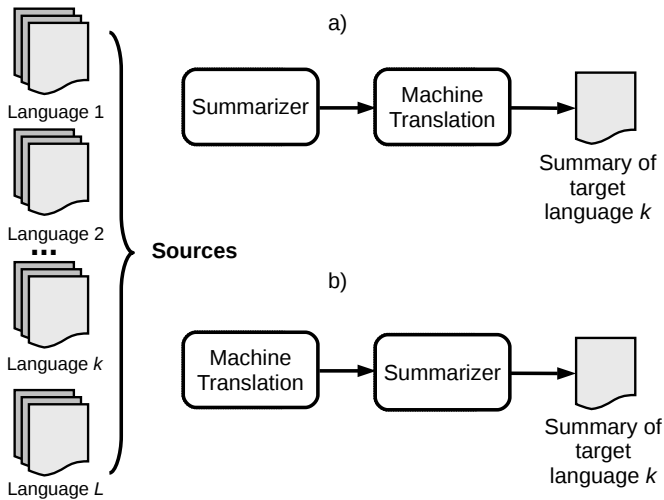 Language 1
Language 2
...
Language k
Language L
Sources
a)
Summarizer
Machine
Translation
Summary of
target
language k
b)
Machine
Translation
Summarizer
Summary of
target
language k